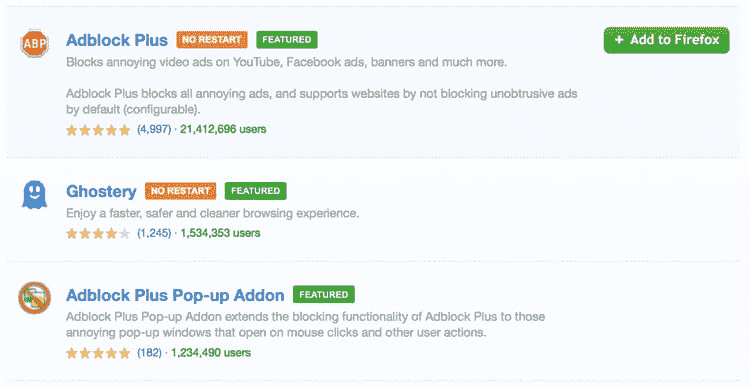 ABP
Adblock Plus NO RESTART FEATURED
+ Add to Firefox
Blocks annoying video ads on YouTube, Facebook ads, banners and much more.
Adblock Plus blocks all annoying ads, and supports websites by not blocking unobtrusive ads
by default (configurable).
(4,997) · 21,412,696 users
Ghostery NO RESTART FEATURED
Enjoy a faster, safer and cleaner browsing experience.
(1,245) · 1,534,353 users
Adblock Plus Pop-up Addon FEATURED
Adblock Plus Pop-up Addon extends the blocking functionality of Adblock Plus to those
annoying pop-up windows that open on mouse clicks and other user actions.
(182) · 1,234,490 users